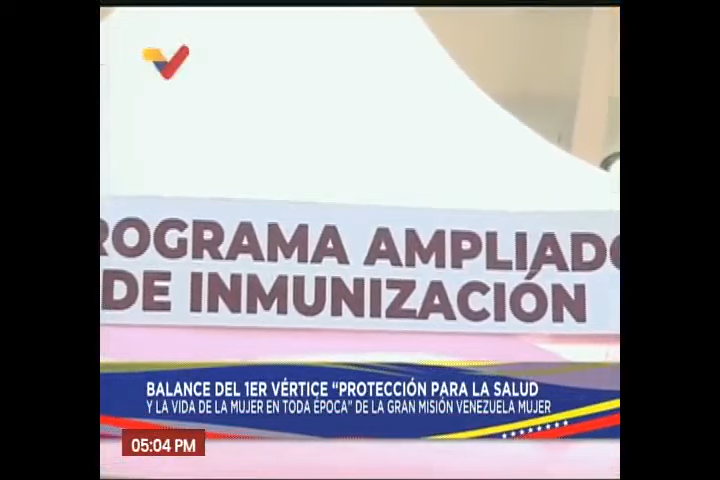 ROGRAMA AMPLIADO
DE INMUNIZACIÓN
BALANCE DEL 1ER VÉRTICE “PROTECCIÓN PARA LA SALUD
Y LA VIDA DE LA MUJER EN TODA ÉPOCA” DE LA GRAN MISIÓN VENEZUELA MUJER
05:04 PM